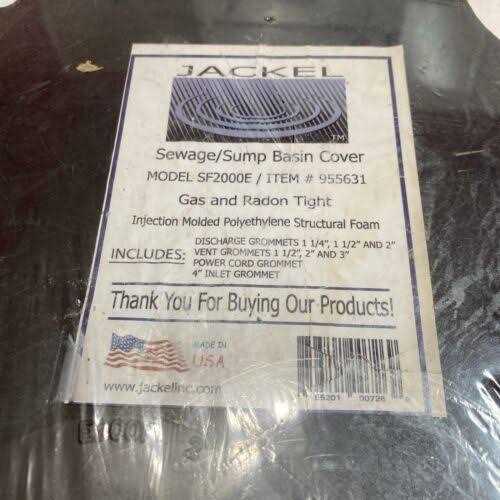 JACKEL
TM
Sewage/Sump Basin Cover
MODEL SF2000E / ITEM # 955631
Gas and Radon Tight
Injection Molded Polyethylene Structural Foam
INCLUDES:
DISCHARGE GROMMETS 1 1/4", 1 1/2" AND 2"
VENT GROMMETS 1 1/2", 2" AND 3"
POWER CORD GROMMET
4" INLET GROMMET
Thank You For Buying Our Products!
MADE IN
USA
www.jackelinc.com